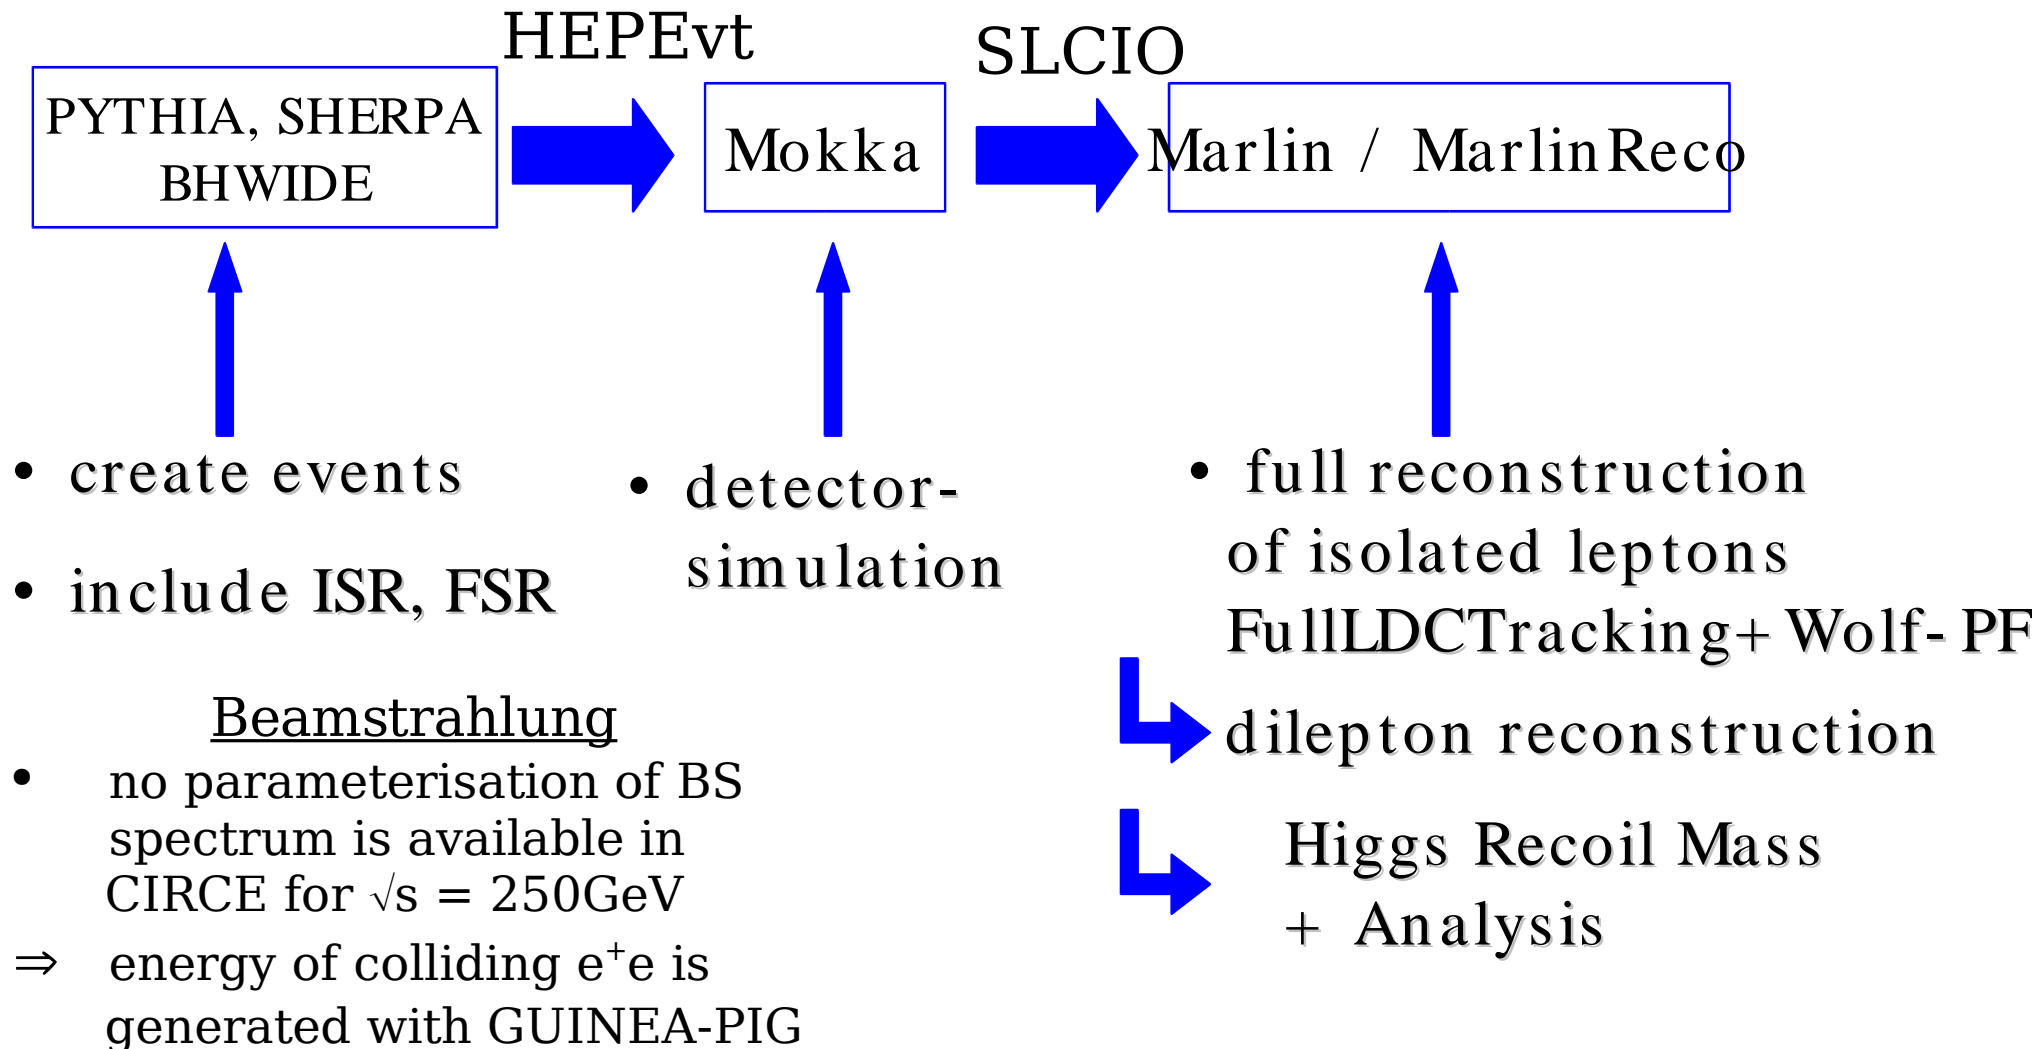 HEPEvt
SLCIO
PYTHIA, SHERPA
BHWIDE
Mokka
Marlin / MarlinReco
• create events
• include ISR, FSR
• detector-
simulation
• full reconstruction
of isolated leptons
FullLDCTracking+Wolf-PF
dilepton reconstruction
Higgs Recoil Mass
+ Analysis
Beamstrahlung
• no parameterisation of BS
spectrum is available in
CIRCE for √s = 250GeV
⇒ energy of colliding e⁺e is
generated with GUINEA-PIG